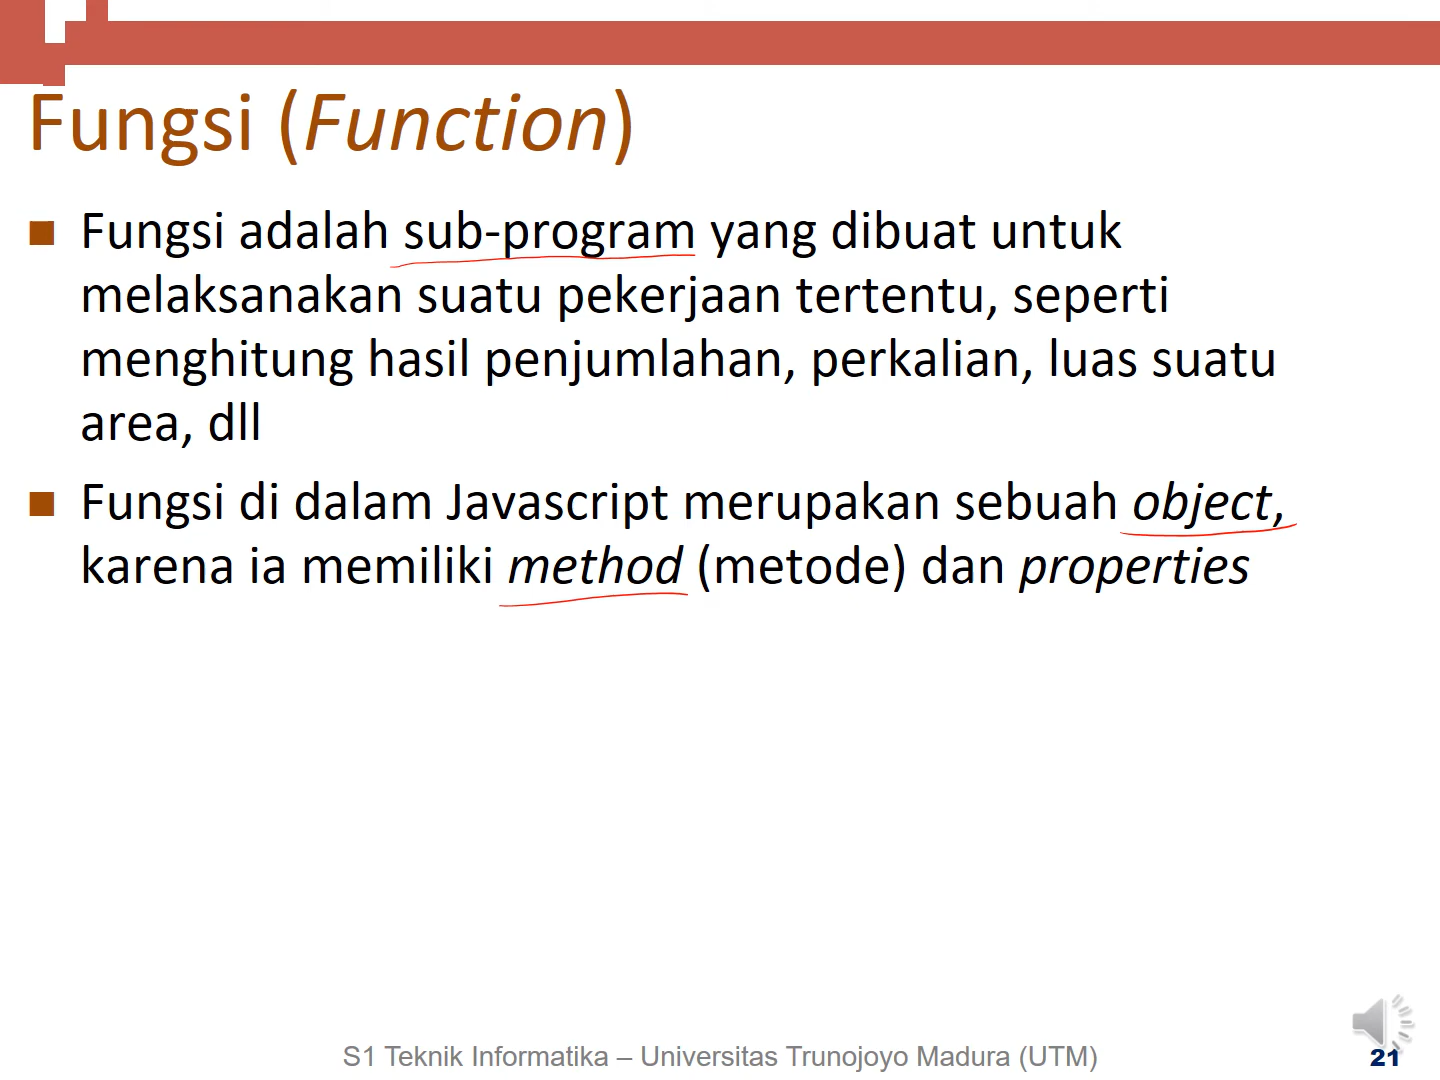 Fungsi (Function)
Fungsi adalah sub-program yang dibuat untuk
melaksanakan suatu pekerjaan tertentu, seperti
menghitung hasil penjumlahan, perkalian, luas suatu
area, dll
Fungsi di dalam Javascript merupakan sebuah object,
karena ia memiliki method (metode) dan properties
S1 Teknik Informatika – Universitas Trunojoyo Madura (UTM)
21